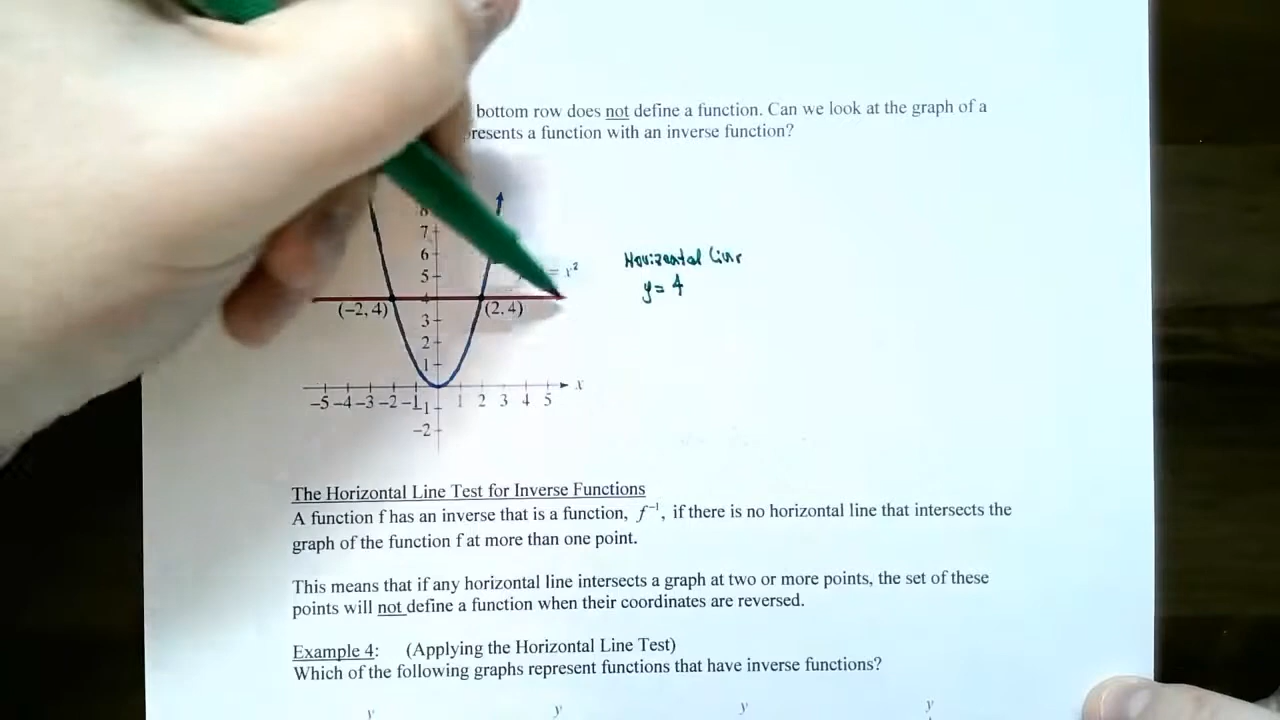 bottom row does not define a function. Can we look at the graph of a
presents a function with an inverse function?
8
7
6
= x²
Horizontal Line
5
y = 4
4
(−2, 4)
(2, 4)
3
2
1
x
−5 −4 −3 −2 −1 1 2 3 4 5
−1
−2
The Horizontal Line Test for Inverse Functions
A function f has an inverse that is a function, f⁻¹, if there is no horizontal line that intersects the
graph of the function f at more than one point.
This means that if any horizontal line intersects a graph at two or more points, the set of these
points will not define a function when their coordinates are reversed.
Example 4: (Applying the Horizontal Line Test)
Which of the following graphs represent functions that have inverse functions?
y y y y